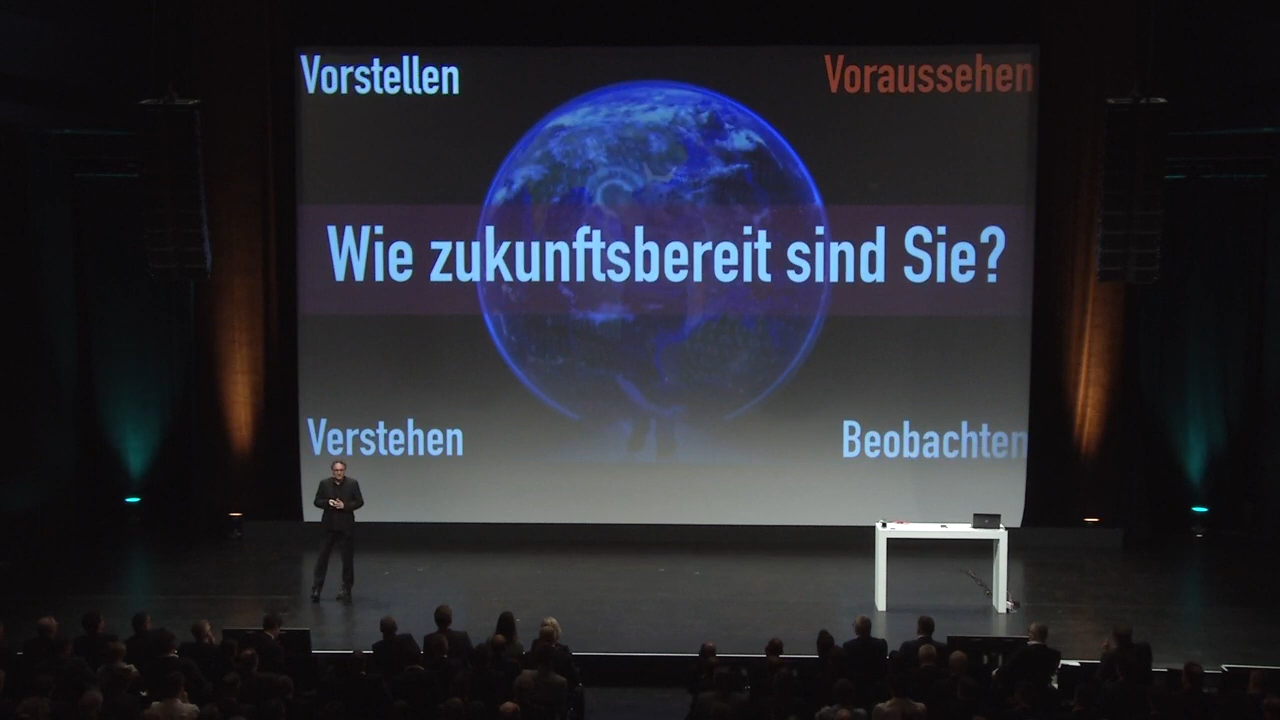 Vorstellen
Voraussehen
Wie zukunftsbereit sind Sie?
Verstehen
Beobachten